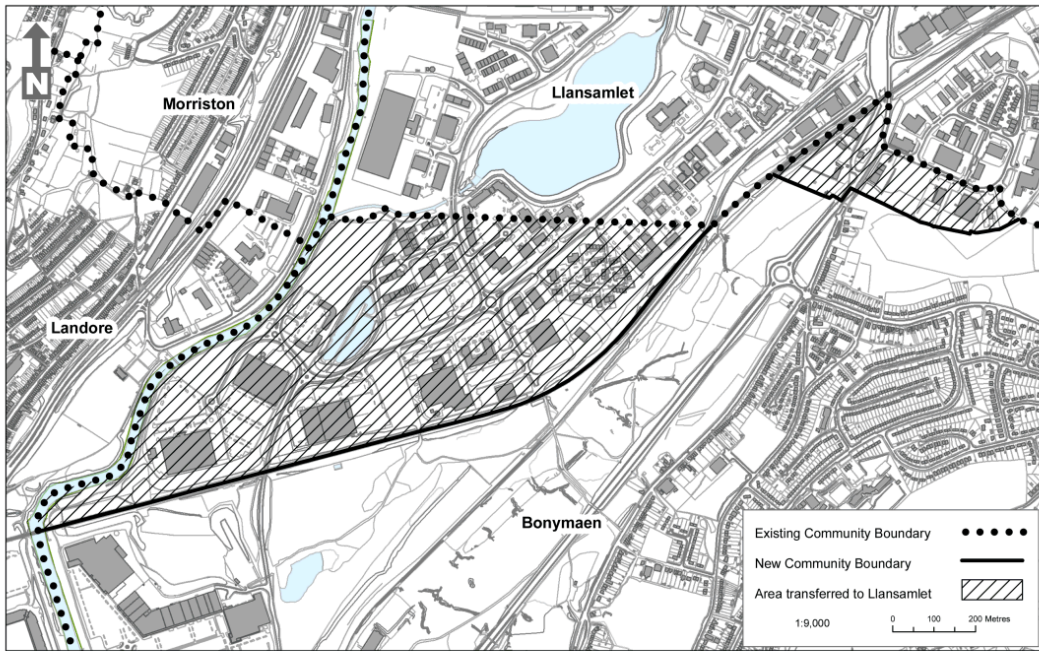 N
Morriston
Llansamlet
Landore
Bonymaen
Existing Community Boundary
New Community Boundary
Area transferred to Llansamlet
1:9,000
0 100 200 Metres